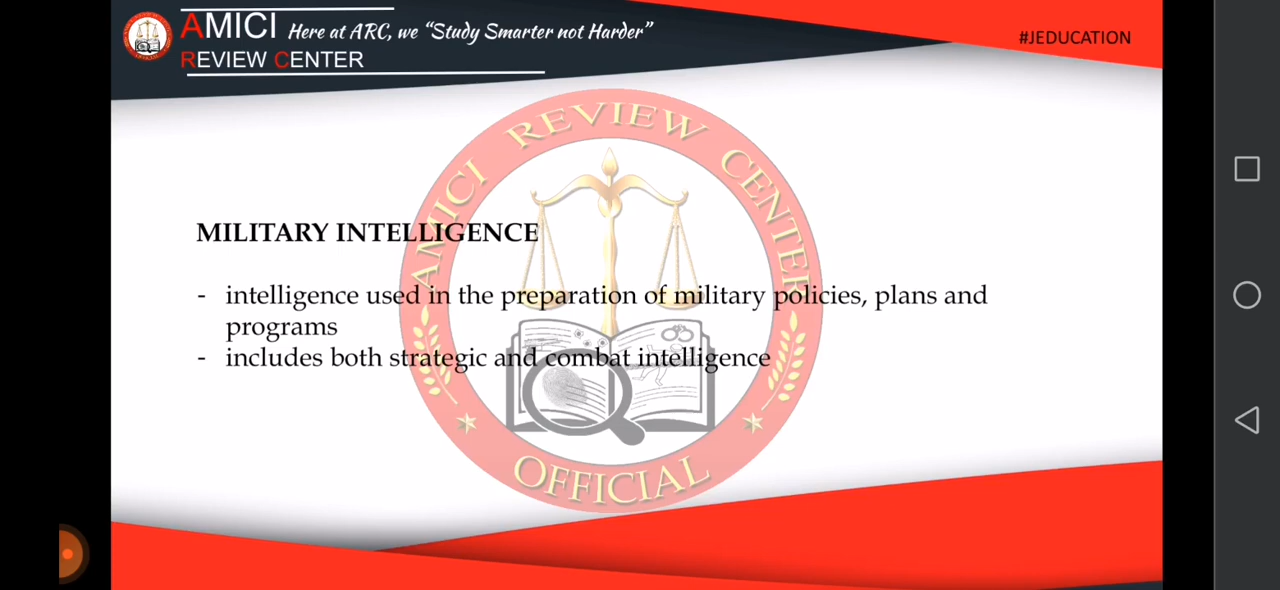 AMICI Here at ARC, we “Study Smarter not Harder”
REVIEW CENTER
#JEDUCATION
AMICI REVIEW CENTER
MILITARY INTELLIGENCE
- intelligence used in the preparation of military policies, plans and
programs
- includes both strategic and combat intelligence
OFFICIAL